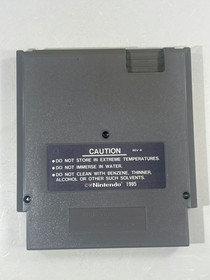 CAUTION
REV-A
• DO NOT STORE IN EXTREME TEMPERATURES.
• DO NOT IMMERSE IN WATER.
• DO NOT CLEAN WITH BENZENE, THINNER,
ALCOHOL OR OTHER SUCH SOLVENTS.
©Nintendo 1985